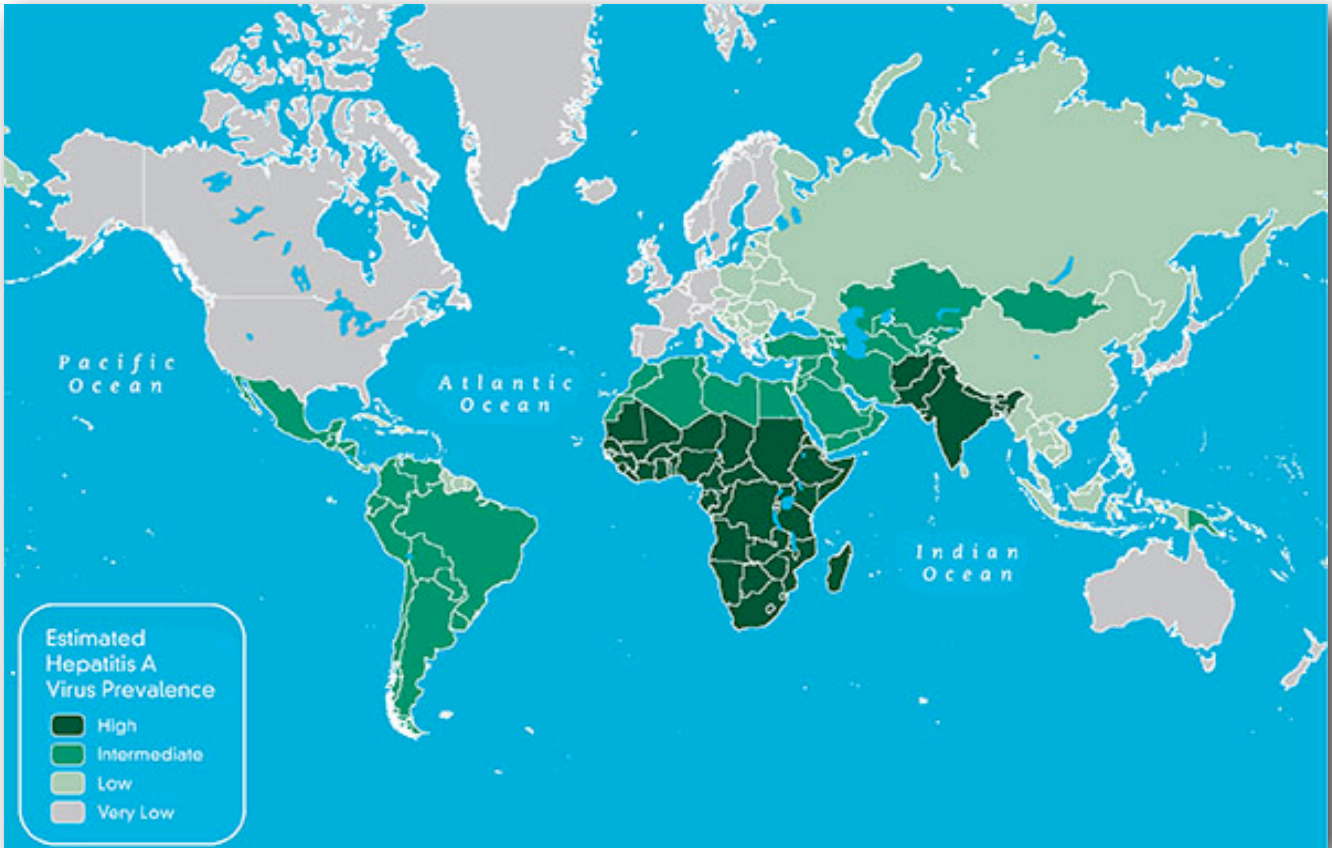 Pacific
Ocean
Atlantic
Ocean
Indian
Ocean
Estimated
Hepatitis A
Virus Prevalence
High
Intermediate
Low
Very Low